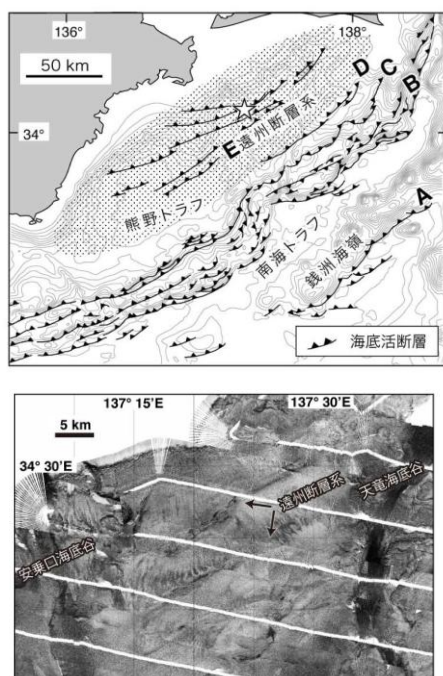 136°
138°
50 km
34°
D
C
B
A
E
遠州断層系
熊野トラフ
南海トラフ
銭洲海嶺
海底活断層
137° 15'E
137° 30'E
5 km
34° 30'E
遠州断層系
天竜海底谷
安乗口海底谷